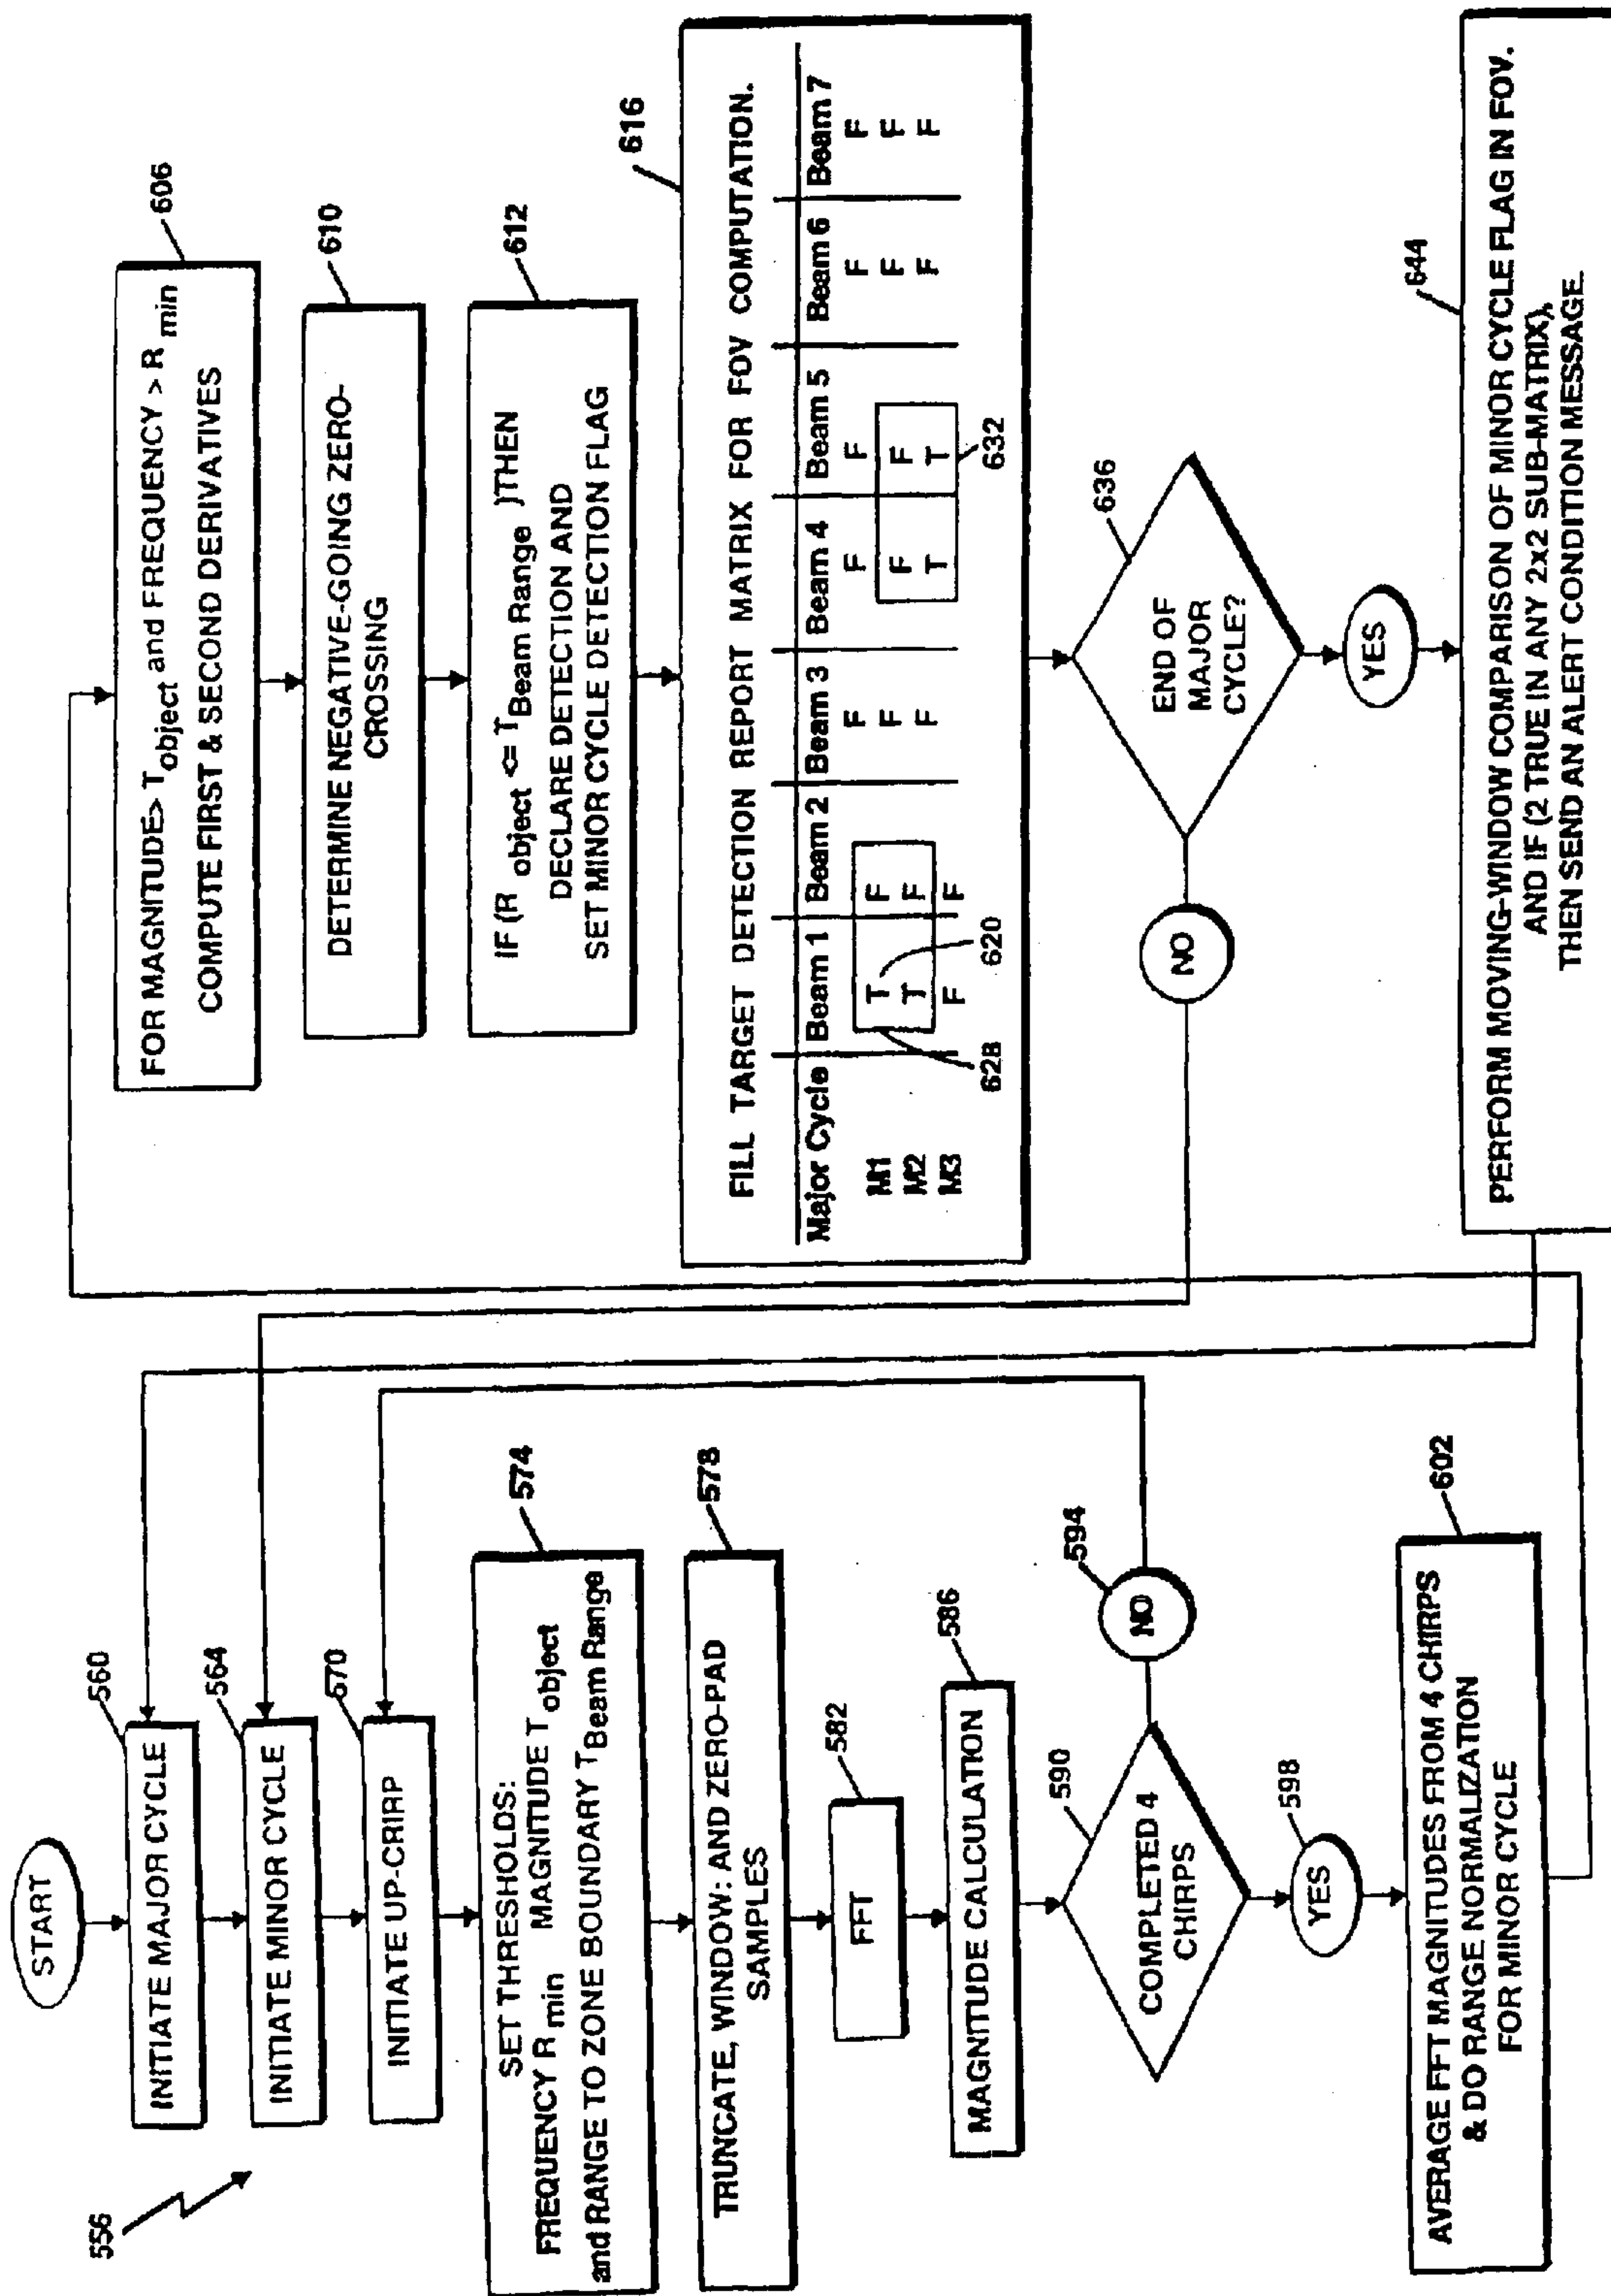 556
START
INITIATE MAJOR CYCLE
560
INITIATE MINOR CYCLE
564
INITIATE UP-CRIRP
570
SET THRESHOLDS:
FREQUENCY R min MAGNITUDE T object
and RANGE TO ZONE BOUNDARY T Beam Range
574
TRUNCATE, WINDOW: AND ZERO-PAD
SAMPLES
578
FFT
582
MAGNITUDE CALCULATION
586
COMPLETED 4
CHIRPS
590
NO
594
YES
598
AVERAGE FFT MAGNITUDES FROM 4 CHIRPS
& DO RANGE NORMALIZATION
FOR MINOR CYCLE
602
FOR MAGNITUDE> T object and FREQUENCY > R min
COMPUTE FIRST & SECOND DERIVATIVES
606
DETERMINE NEGATIVE-GOING ZERO-
CROSSING
610
IF (R object <= T Beam Range )THEN
DECLARE DETECTION AND
SET MINOR CYCLE DETECTION FLAG
612
616
FILL TARGET DETECTION REPORT MATRIX FOR FOV COMPUTATION.
Major Cycle Beam 1 Beam 2 Beam 3 Beam 4 Beam 5 Beam 6 Beam 7
M1 T F F F F F F
M2 T F F F F F F
M3 F F F T T F F
628
620
632
END OF
MAJOR
CYCLE?
636
NO
YES
644
PERFORM MOVING-WINDOW COMPARISON OF MINOR CYCLE FLAG IN FOV.
AND IF (2 TRUE IN ANY 2x2 SUB-MATRIX),
THEN SEND AN ALERT CONDITION MESSAGE.